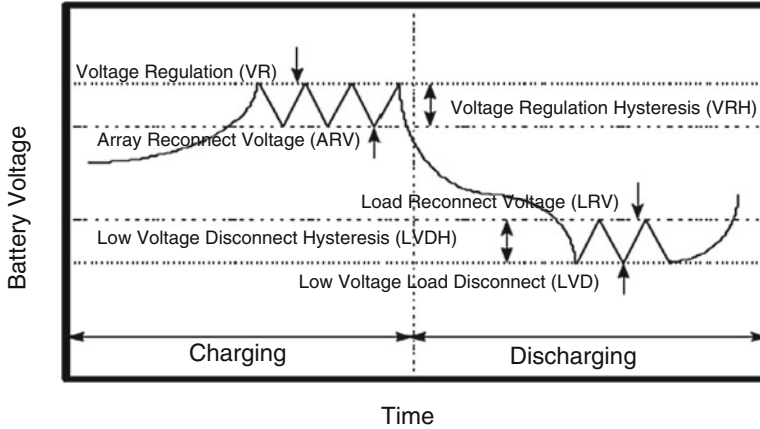 Voltage Regulation (VR)
Voltage Regulation Hysteresis (VRH)
Array Reconnect Voltage (ARV)
Load Reconnect Voltage (LRV)
Low Voltage Disconnect Hysteresis (LVDH)
Low Voltage Load Disconnect (LVD)
Battery Voltage
Charging
Discharging
Time